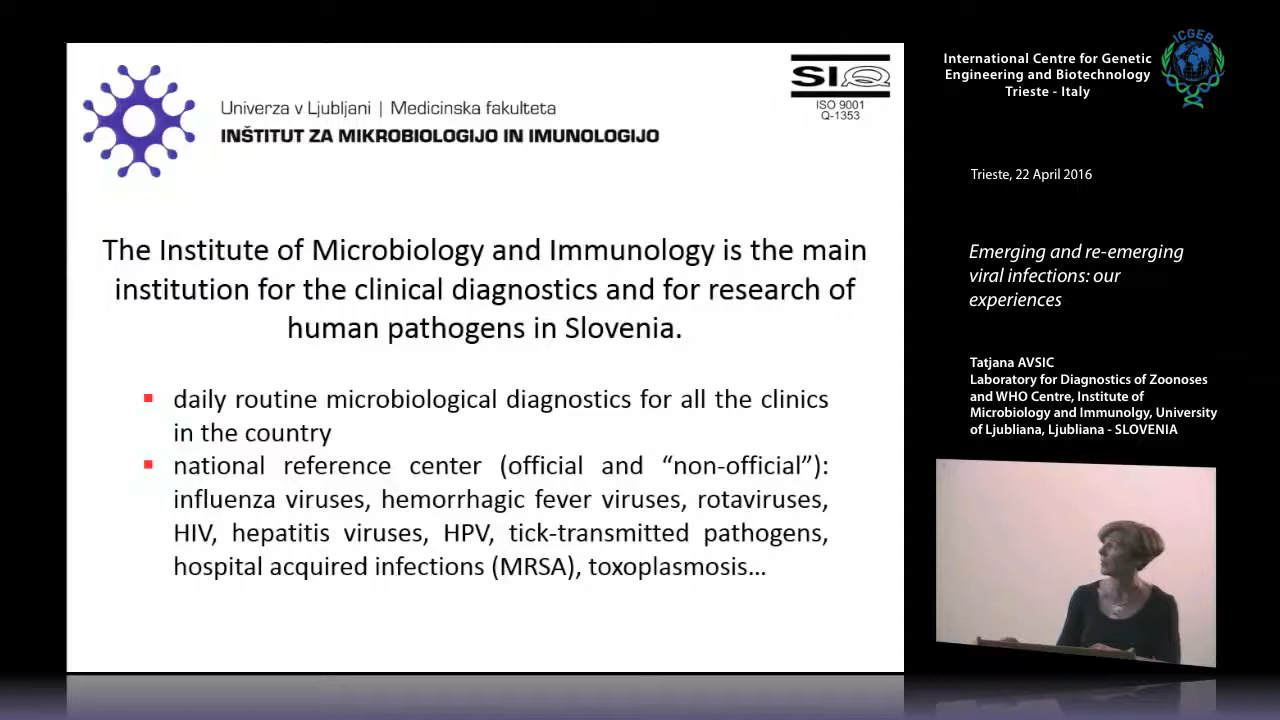 Univerza v Ljubljani | Medicinska fakulteta
INŠTITUT ZA MIKROBIOLOGIJO IN IMUNOLOGIJO
SIQ
ISO 9001
Q-1353
The Institute of Microbiology and Immunology is the main
institution for the clinical diagnostics and for research of
human pathogens in Slovenia.
daily routine microbiological diagnostics for all the clinics
in the country
national reference center (official and “non-official”):
influenza viruses, hemorrhagic fever viruses, rotaviruses,
HIV, hepatitis viruses, HPV, tick-transmitted pathogens,
hospital acquired infections (MRSA), toxoplasmosis…
International Centre for Genetic
Engineering and Biotechnology
Trieste - Italy
ICGEB
Trieste, 22 April 2016
Emerging and re-emerging
viral infections: our
experiences
Tatjana AVSIC
Laboratory for Diagnostics of Zoonoses
and WHO Centre, Institute of
Microbiology and Immunolgy, University
of Ljubliana, Ljubliana - SLOVENIA